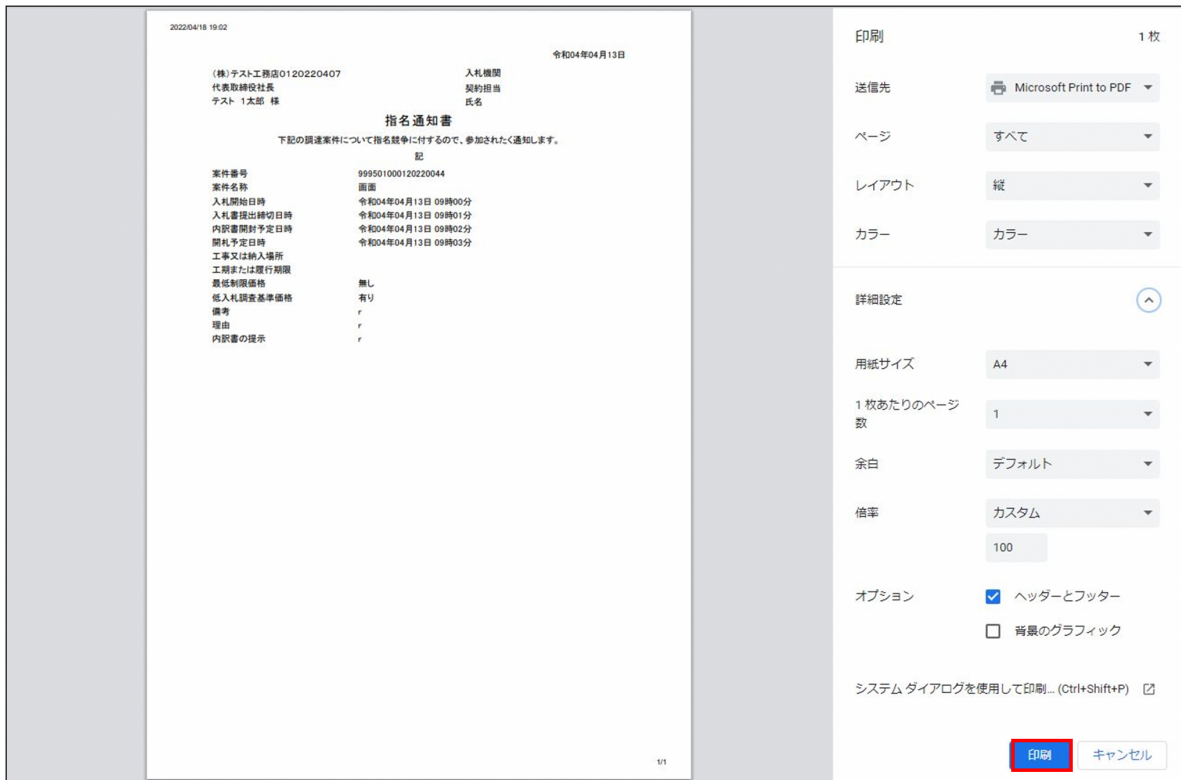 2022/04/18 19:02
令和04年04月13日
(株)テスト工務店0120220407 入札機関
代表取締役社長 契約担当
テスト 1太郎 様 氏名
指名通知書
下記の調達案件について指名競争に付するので、参加されたく通知します。
記
案件番号 999501000120220044
案件名称 画面
入札開始日時 令和04年04月13日 09時00分
入札書提出締切日時 令和04年04月13日 09時01分
内訳書開封予定日時 令和04年04月13日 09時02分
開札予定日時 令和04年04月13日 09時03分
工事又は納入場所
工期または履行期限
最低制限価格 無し
低入札調査基準価格 有り
備考 r
理由 r
内訳書の提示 r
1/1
印刷 1 枚
送信先 Microsoft Print to PDF
ページ すべて
レイアウト 縦
カラー カラー
詳細設定
用紙サイズ A4
1 枚あたりのページ
数 1
余白 デフォルト
倍率 カスタム
100
オプション ヘッダーとフッター
背景のグラフィック
システム ダイアログを使用して印刷... (Ctrl+Shift+P)
印刷 キャンセル